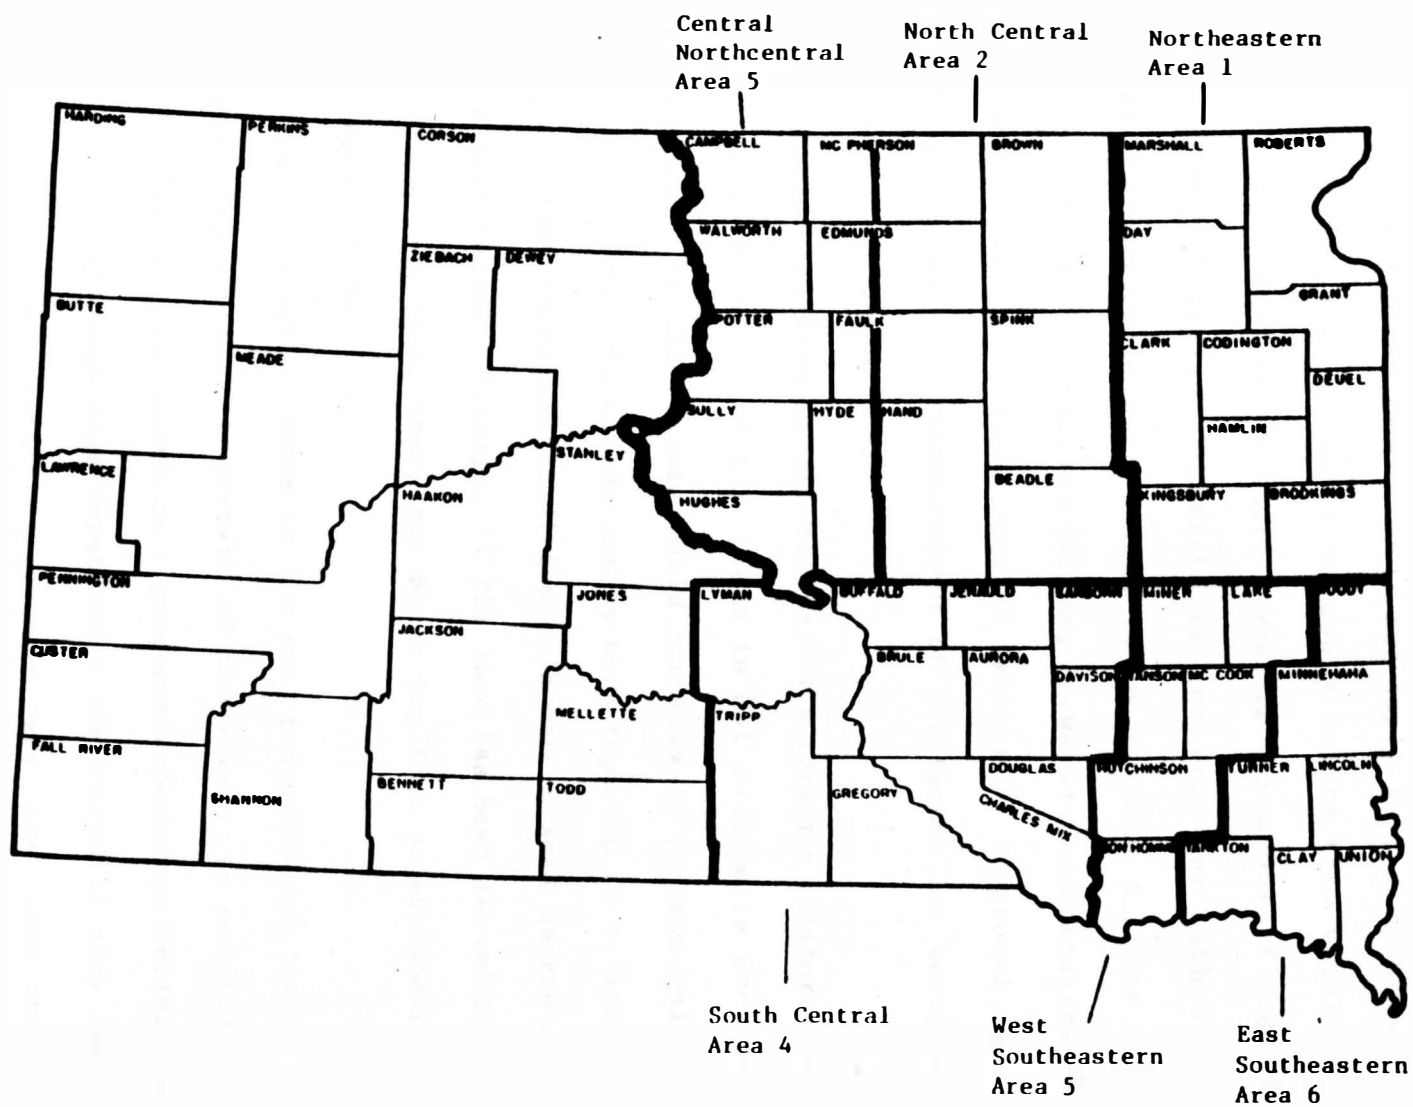 Central
Northcentral
Area 5
North Central
Area 2
Northeastern
Area 1
HARDING
PERKINS
CORSON
CAMPBELL
MC PHERSON
BROWN
MARSHALL
ROBERTS
WALWORTH
EDMUNDS
DAY
ZIEBACH
DEWEY
GRANT
BUTTE
POTTER
FAULK
SPINK
CLARK
CODINGTON
MEADE
DEUEL
SULLY
HYDE
HAND
HAMLIN
LAWRENCE
STANLEY
HAAKON
HUGHES
BEADLE
KINGSBURY
BROOKINGS
PENNINGTON
JONES
LYMAN
BUFFALO
JERAULD
SANBORN
MINER
LAKE
MOODY
JACKSON
CUSTER
BRULE
AURORA
DAVISON
HANSON
MC COOK
MINNEHAHA
MELLETTE
TRIPP
FALL RIVER
SHANNON
BENNETT
TODD
GREGORY
DOUGLAS
CHARLES MIX
HUTCHINSON
TURNER
LINCOLN
BON HOMME
YANKTON
CLAY
UNION
South Central
Area 4
West
Southeastern
Area 5
East
Southeastern
Area 6